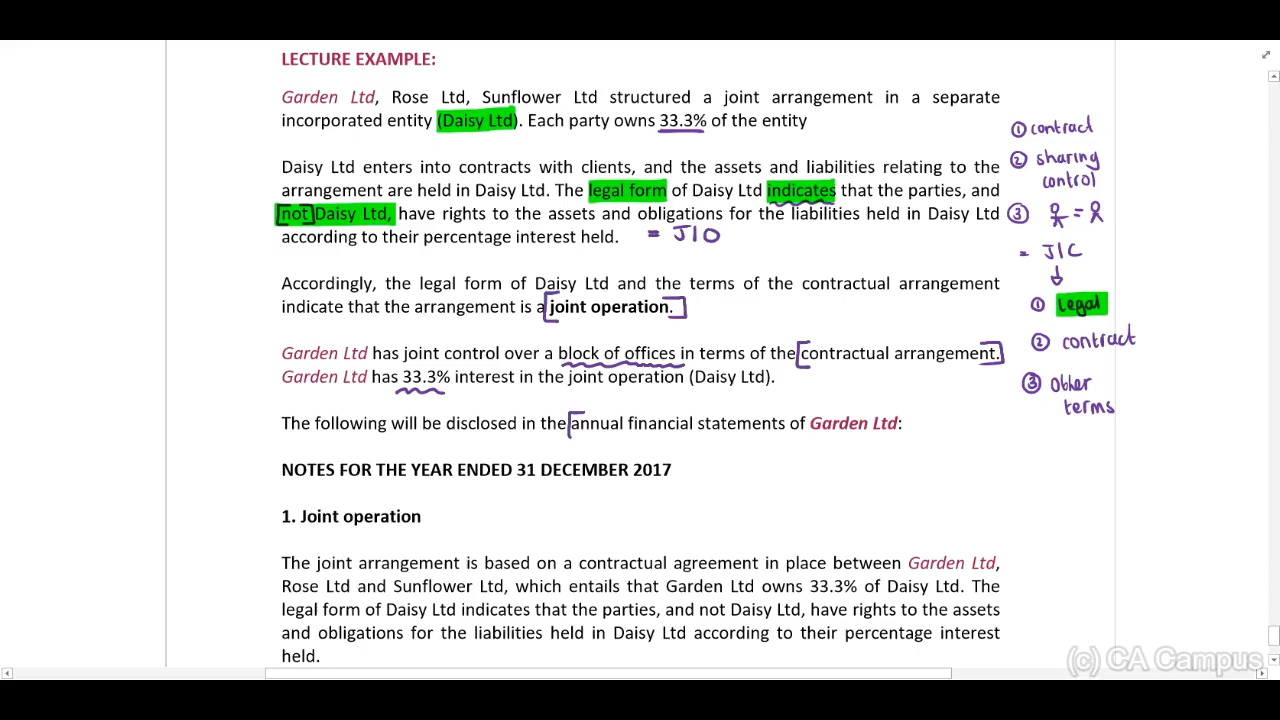 LECTURE EXAMPLE:
Garden Ltd, Rose Ltd, Sunflower Ltd structured a joint arrangement in a separate
incorporated entity (Daisy Ltd). Each party owns 33.3% of the entity
Daisy Ltd enters into contracts with clients, and the assets and liabilities relating to the
arrangement are held in Daisy Ltd. The legal form of Daisy Ltd indicates that the parties, and
not Daisy Ltd, have rights to the assets and obligations for the liabilities held in Daisy Ltd
according to their percentage interest held. = J/O
Accordingly, the legal form of Daisy Ltd and the terms of the contractual arrangement
indicate that the arrangement is a joint operation.
Garden Ltd has joint control over a block of offices in terms of the contractual arrangement.
Garden Ltd has 33.3% interest in the joint operation (Daisy Ltd).
The following will be disclosed in the annual financial statements of Garden Ltd:
NOTES FOR THE YEAR ENDED 31 DECEMBER 2017
1. Joint operation
The joint arrangement is based on a contractual agreement in place between Garden Ltd,
Rose Ltd and Sunflower Ltd, which entails that Garden Ltd owns 33.3% of Daisy Ltd. The
legal form of Daisy Ltd indicates that the parties, and not Daisy Ltd, have rights to the assets
and obligations for the liabilities held in Daisy Ltd according to their percentage interest
held.
① contract
② sharing
control
③ =
= J/C
① legal
② contract
③ Other
terms
(c) CA Campus